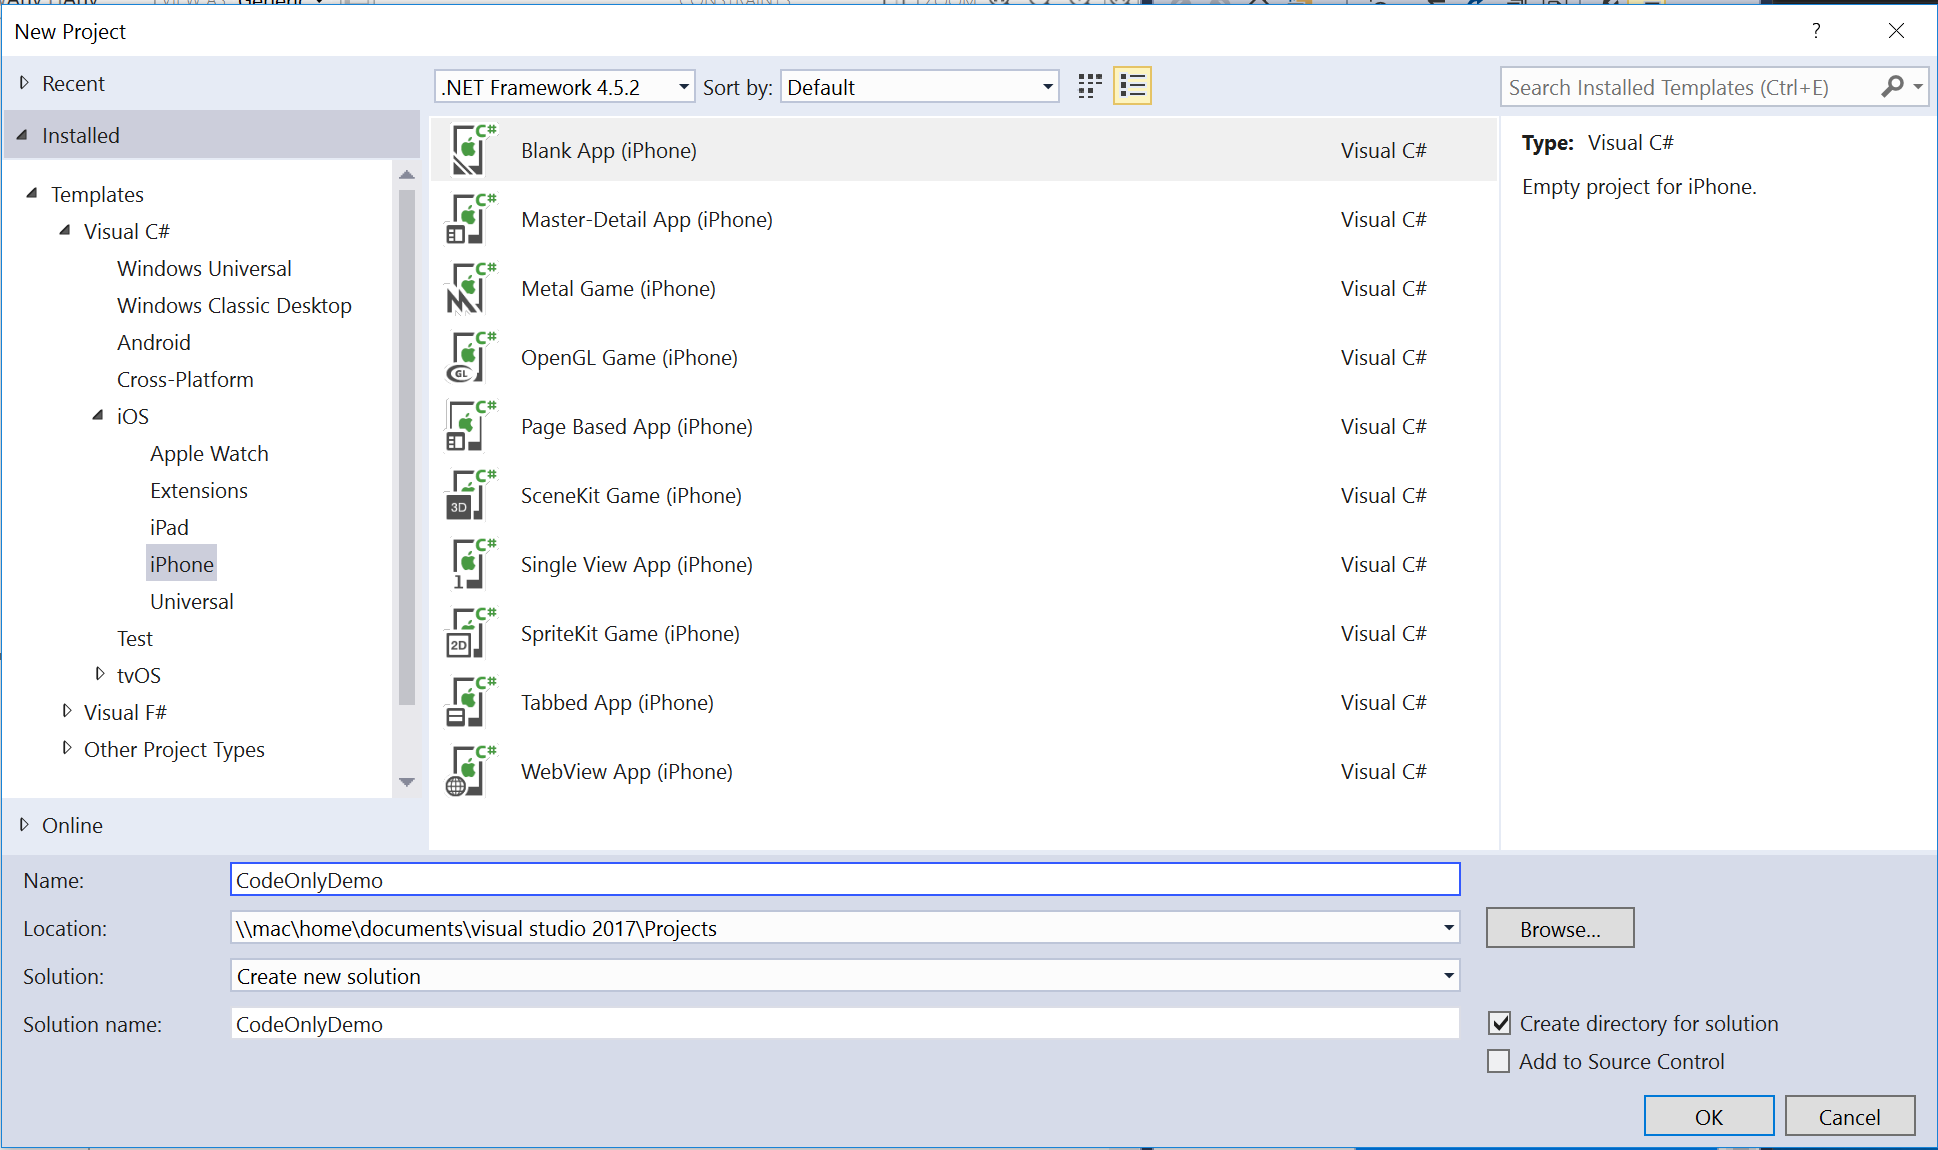 New Project
?
Recent
.NET Framework 4.5.2
Sort by:
Default
Search Installed Templates (Ctrl+E)
Installed
Templates
Visual C#
Windows Universal
Windows Classic Desktop
Android
Cross-Platform
iOS
Apple Watch
Extensions
iPad
iPhone
Universal
Test
tvOS
Visual F#
Other Project Types
Online
C#
Blank App (iPhone) Visual C#
C#
Master-Detail App (iPhone) Visual C#
C#
Metal Game (iPhone) Visual C#
C#
GL
OpenGL Game (iPhone) Visual C#
C#
Page Based App (iPhone) Visual C#
C#
3D
SceneKit Game (iPhone) Visual C#
C#
1
Single View App (iPhone) Visual C#
C#
2D
SpriteKit Game (iPhone) Visual C#
C#
Tabbed App (iPhone) Visual C#
C#
WebView App (iPhone) Visual C#
Type: Visual C#
Empty project for iPhone.
Name: CodeOnlyDemo
Location: \\mac\home\documents\visual studio 2017\Projects
Browse...
Solution: Create new solution
Solution name: CodeOnlyDemo
Create directory for solution
Add to Source Control
OK
Cancel